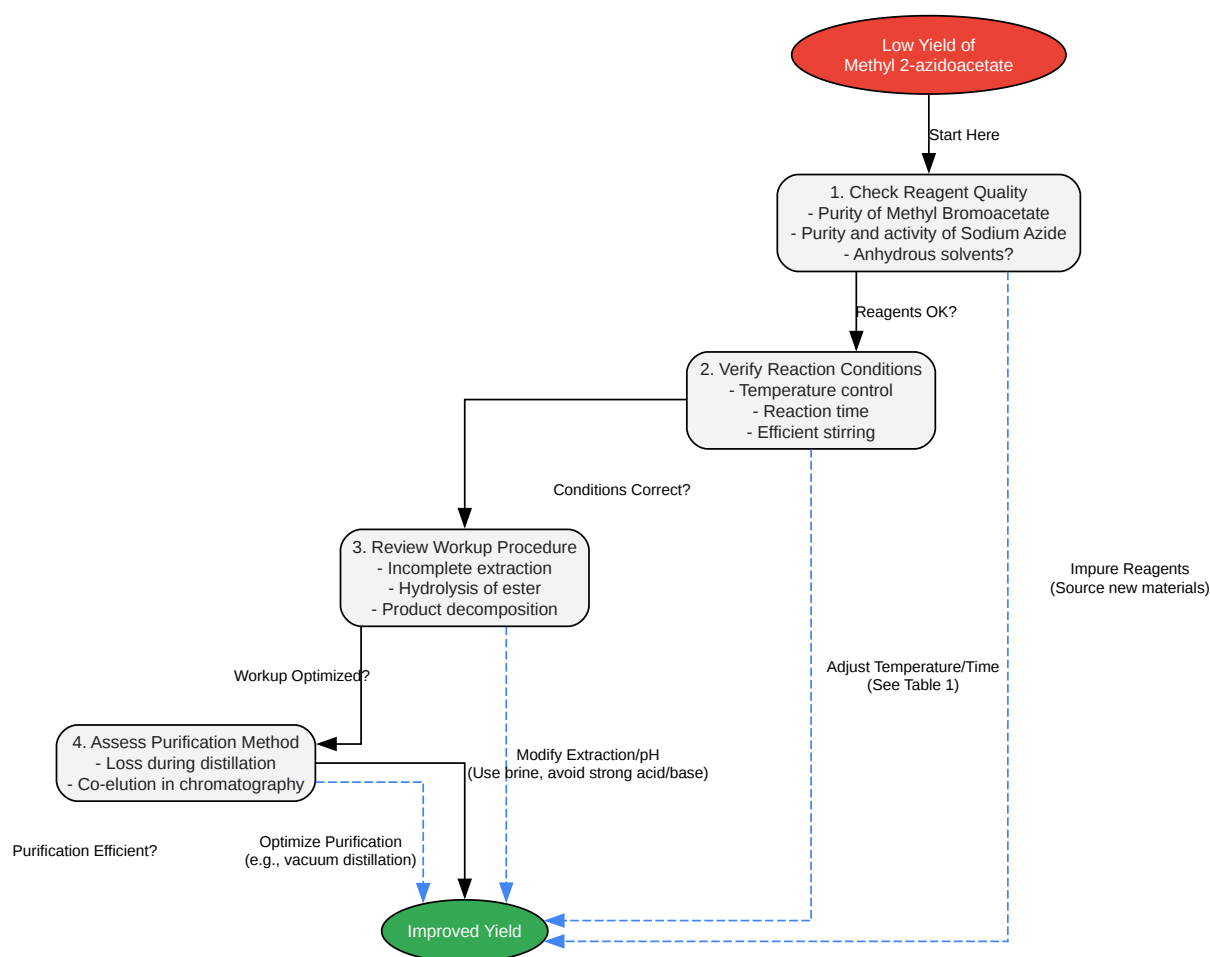 Low Yield of
Methyl 2-azidoacetate
Start Here
1. Check Reagent Quality
- Purity of Methyl Bromoacetate
- Purity and activity of Sodium Azide
- Anhydrous solvents?
Reagents OK?
2. Verify Reaction Conditions
- Temperature control
- Reaction time
- Efficient stirring
Conditions Correct?
3. Review Workup Procedure
- Incomplete extraction
- Hydrolysis of ester
- Product decomposition
Impure Reagents
(Source new materials)
Workup Optimized?
Adjust Temperature/Time
(See Table 1)
4. Assess Purification Method
- Loss during distillation
- Co-elution in chromatography
Modify Extraction/pH
(Use brine, avoid strong acid/base)
Purification Efficient?
Optimize Purification
(e.g., vacuum distillation)
Improved Yield